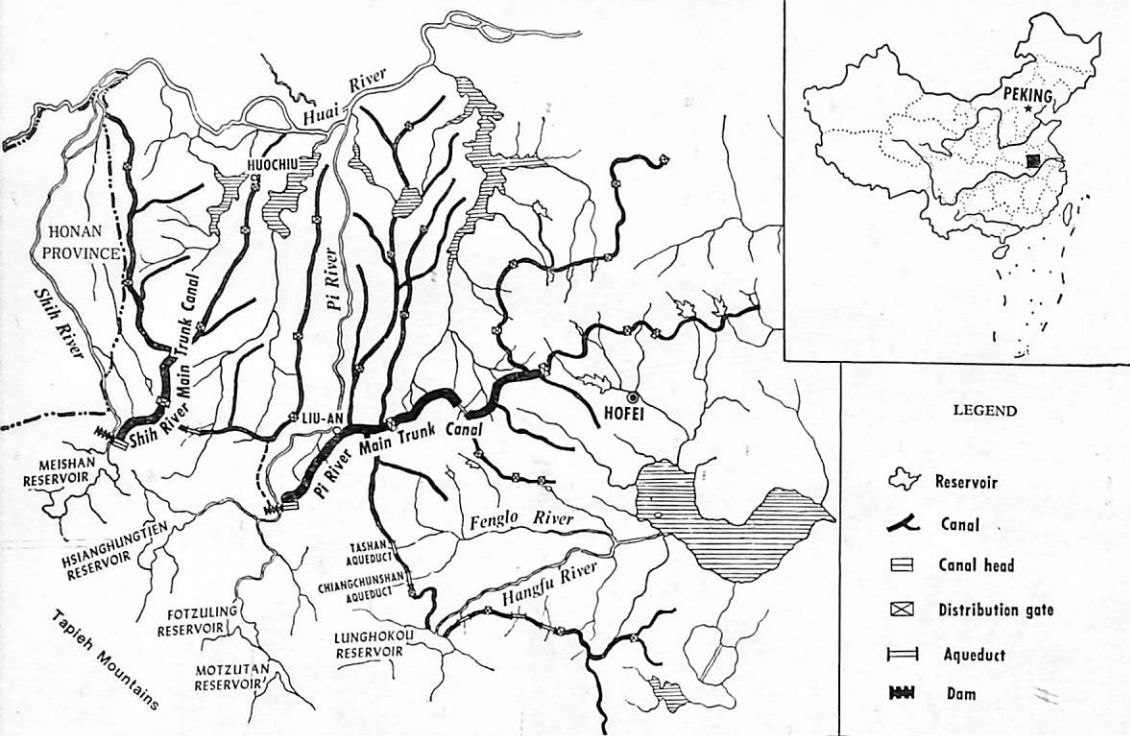 PEKING
Huai River
HUOCHIU
HONAN
PROVINCE
Shih River
Pi River
Shih River Main Trunk Canal
LIU-AN
Pi River Main Trunk Canal
HOFEI
MEISHAN
RESERVOIR
HSIANGHUNGTIEN
RESERVOIR
Fenglo River
TASHAN
AQUEDUCT
CHIANGCHUNSHAN
AQUEDUCT
Hangfu River
FOTZULING
RESERVOIR
LUNGHOKOU
RESERVOIR
MOTZUTAN
RESERVOIR
Tapieh Mountains
LEGEND
Reservoir
Canal
Canal head
Distribution gate
Aqueduct
Dam